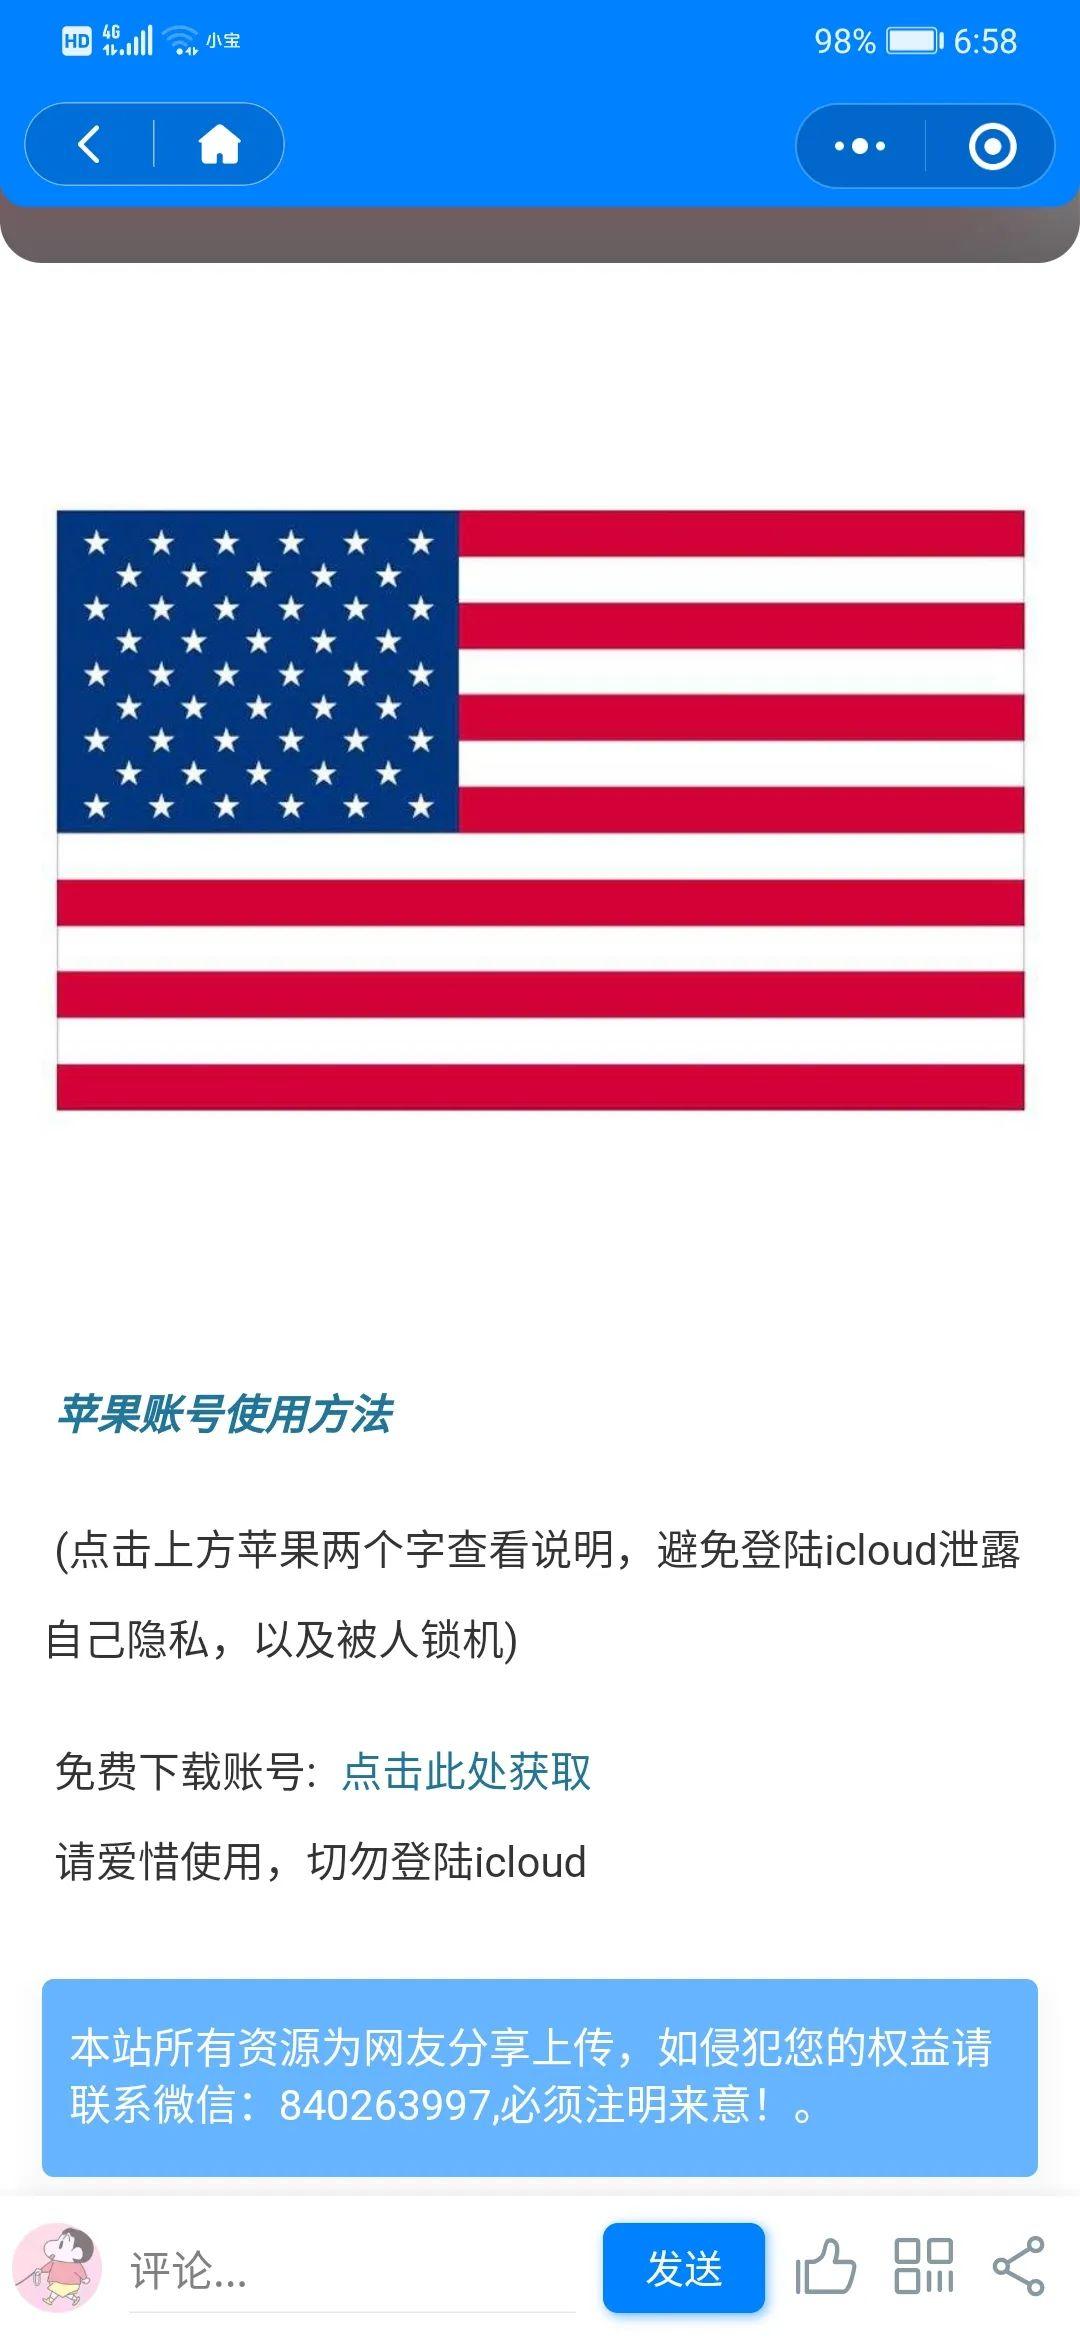 HD 4G 小宝 98% 6:58
苹果账号使用方法
(点击上方苹果两个字查看说明，避免登陆icloud泄露
自己隐私，以及被人锁机)
免费下载账号: 点击此处获取
请爱惜使用，切勿登陆icloud
本站所有资源为网友分享上传，如侵犯您的权益请
联系微信：840263997,必须注明来意！。
评论... 发送